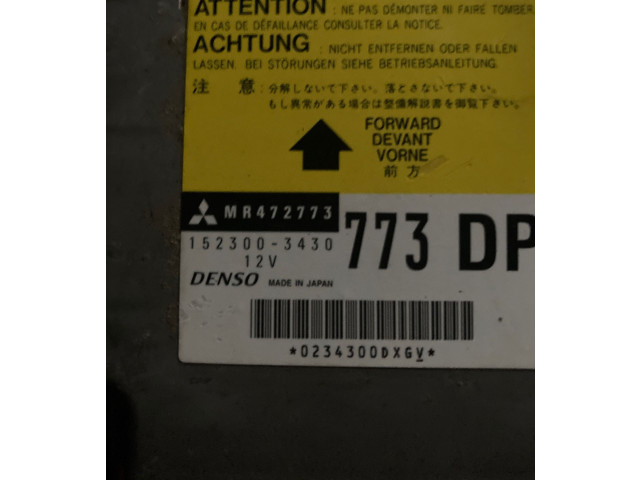 ATTENTION : NE PAS DÉMONTER NI FAIRE TOMBER.
EN CAS DE DÉFAILLANCE CONSULTER LA NOTICE.
ACHTUNG : NICHT ENTFERNEN ODER FALLEN
LASSEN. BEI STÖRUNGEN SIEHE BETRIEBSANLEITUNG.
注 意 : 分解しないで下さい。落とさないで下さい。
もし異常がある場合は整備解説書を御覧下さい。
FORWARD
DEVANT
VORNE
前方
MR472773
152300-3430
12V
773 DP
DENSO MADE IN JAPAN
*0234300DXGV*